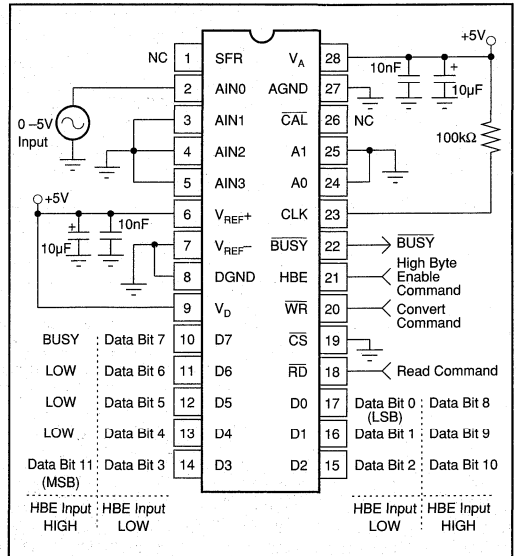 +5V
NC 1 SFR VA 28
10nF + 10µF
2 AIN0 AGND 27
0 –5V
Input
3 AIN1 CAL 26 NC
100kΩ
4 AIN2 A1 25
5 AIN3 A0 24
+5V
6 VREF+ CLK 23
+ 10µF 10nF
7 VREF– BUSY 22 BUSY
8 DGND HBE 21 High Byte
Enable
Command
9 VD WR 20 Convert
Command
BUSY Data Bit 7 10 D7 CS 19
LOW Data Bit 6 11 D6 RD 18 Read Command
LOW Data Bit 5 12 D5 D0 17 Data Bit 0 Data Bit 8
(LSB)
LOW Data Bit 4 13 D4 D1 16 Data Bit 1 Data Bit 9
Data Bit 11 Data Bit 3 14 D3 D2 15 Data Bit 2 Data Bit 10
(MSB)
HBE Input HBE Input HBE Input HBE Input
HIGH LOW LOW HIGH